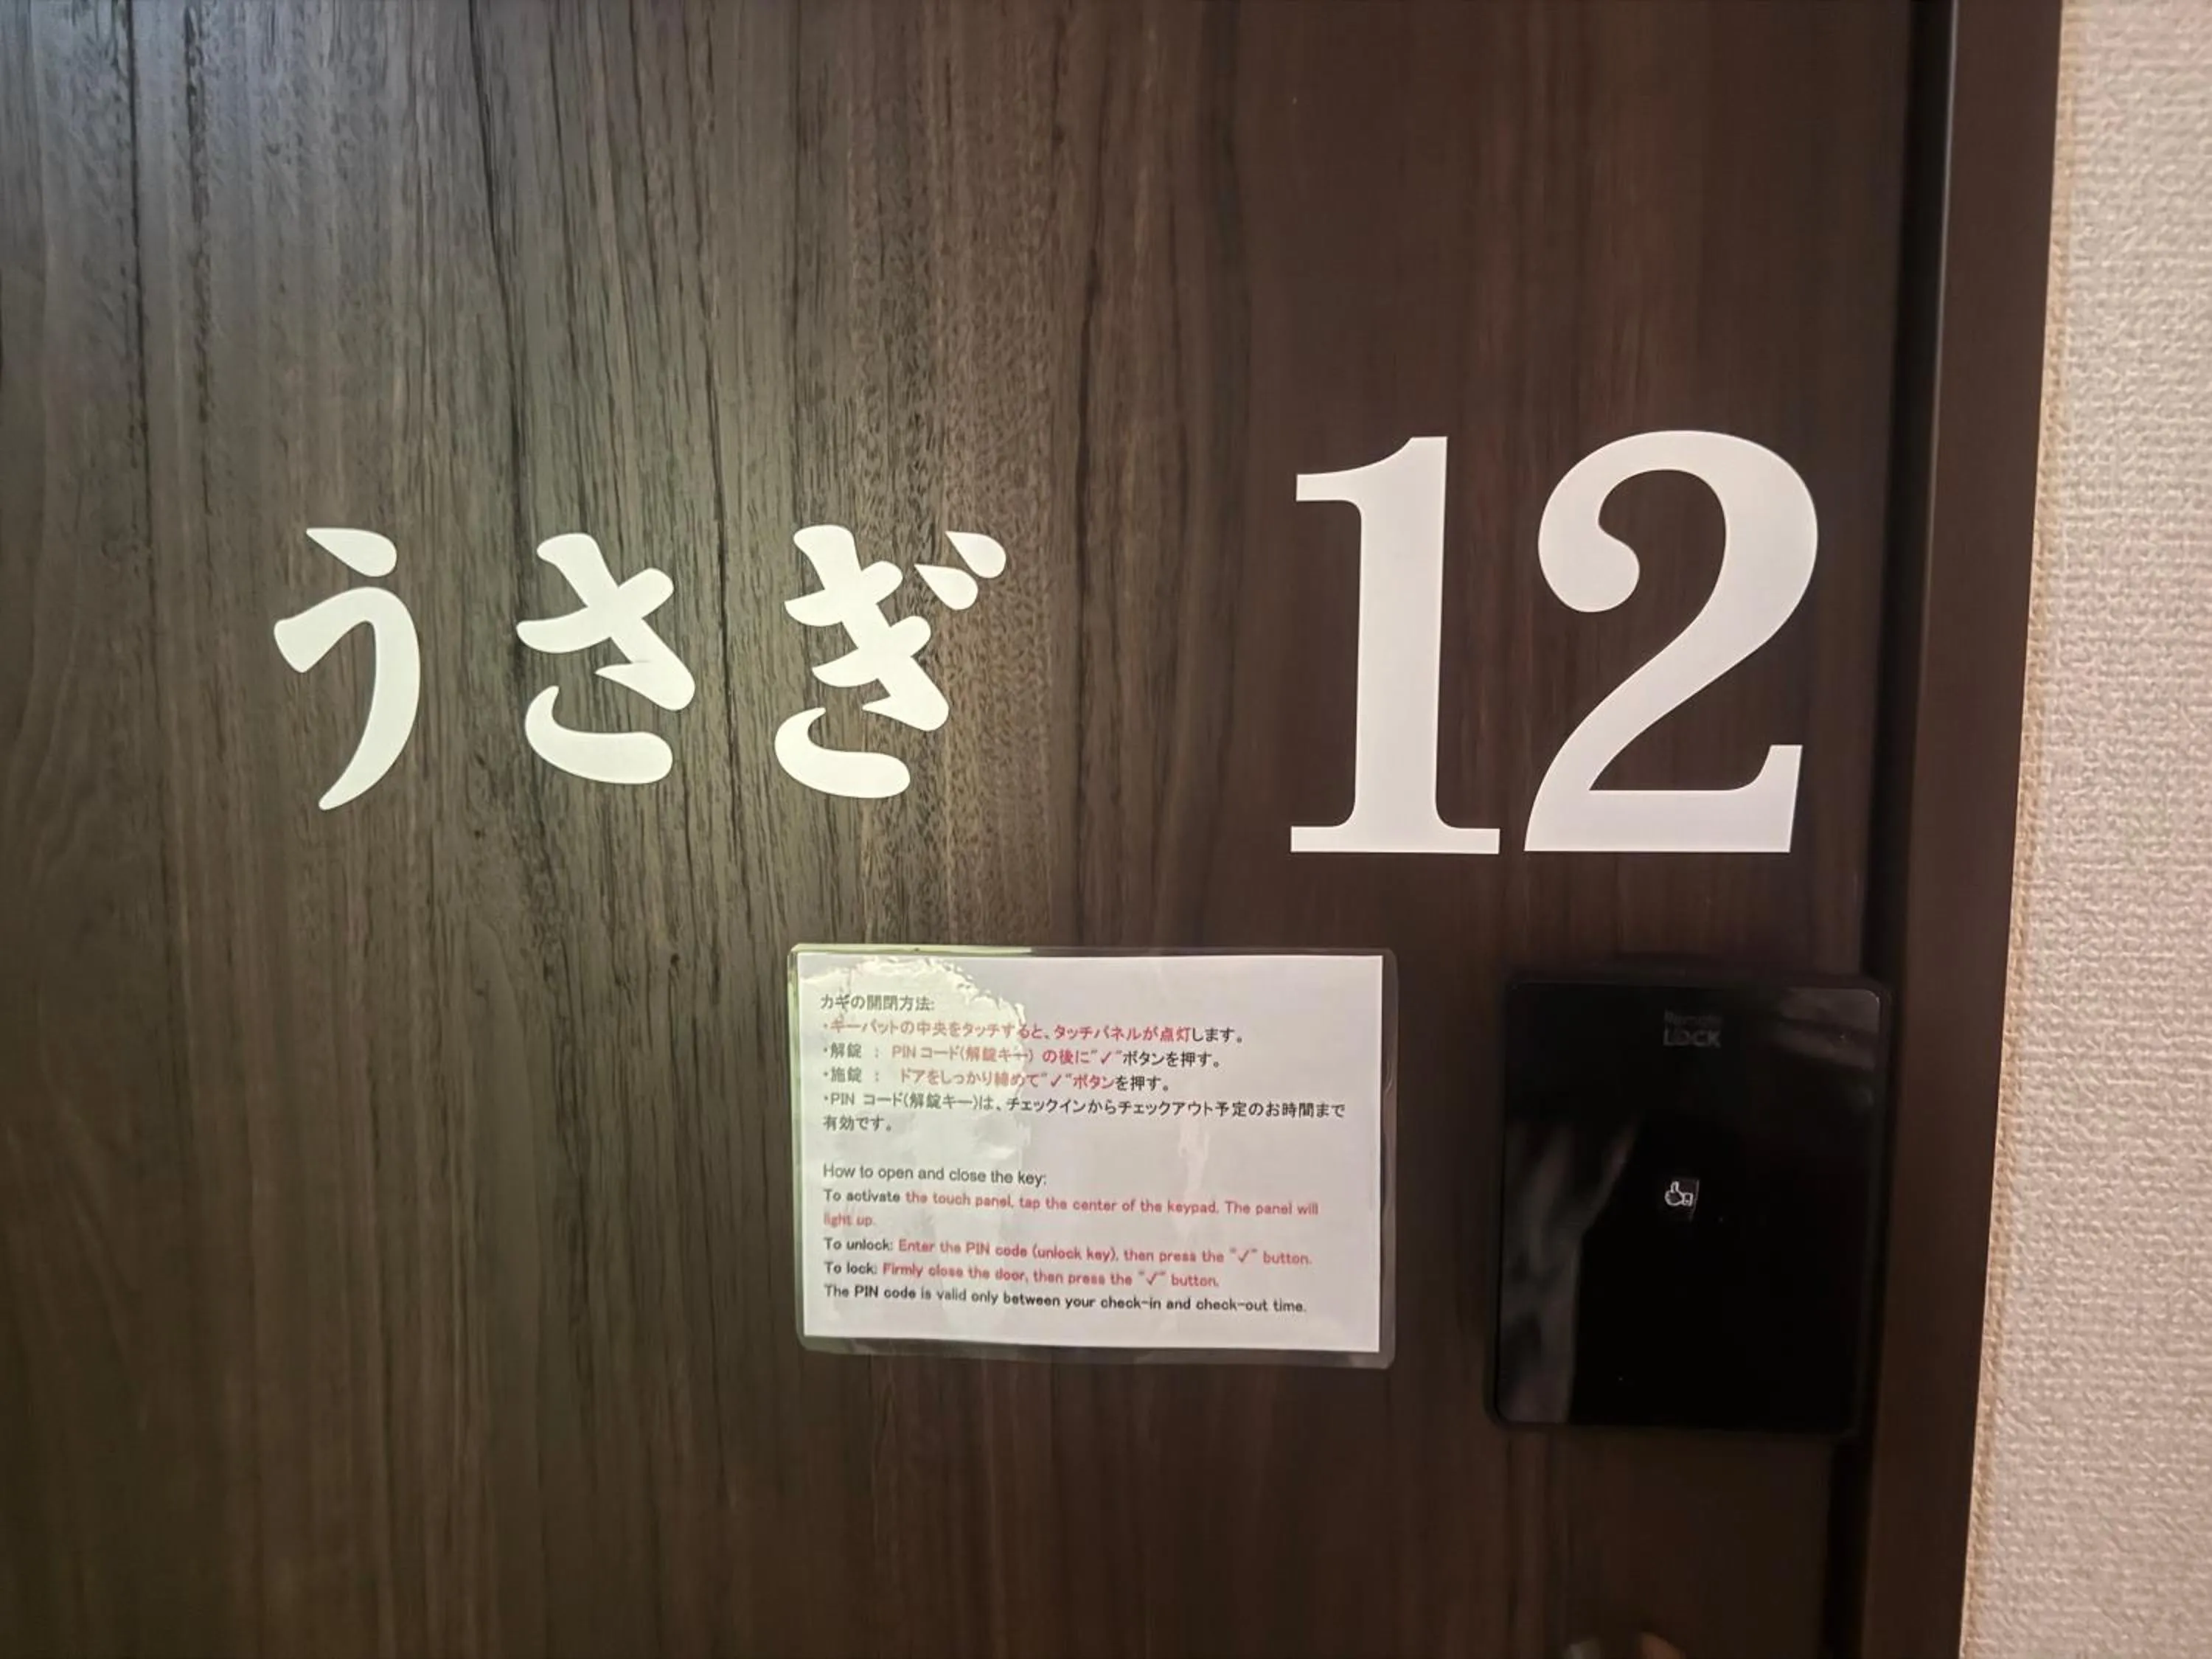 うさぎ 12
カギの開閉方法:
・キーパットの中央をタッチすると、タッチパネルが点灯します。
・解錠 : PINコード(解錠キー) の後に"✓"ボタンを押す。
・施錠 : ドアをしっかり締めて"✓"ボタンを押す。
・PIN コード(解錠キー)は、チェックインからチェックアウト予定のお時間まで
有効です。
How to open and close the key:
To activate the touch panel, tap the center of the keypad. The panel will
light up.
To unlock: Enter the PIN code (unlock key), then press the "✓" button.
To lock: Firmly close the door, then press the "✓" button.
The PIN code is valid only between your check-in and check-out time.
Remote
LOCK